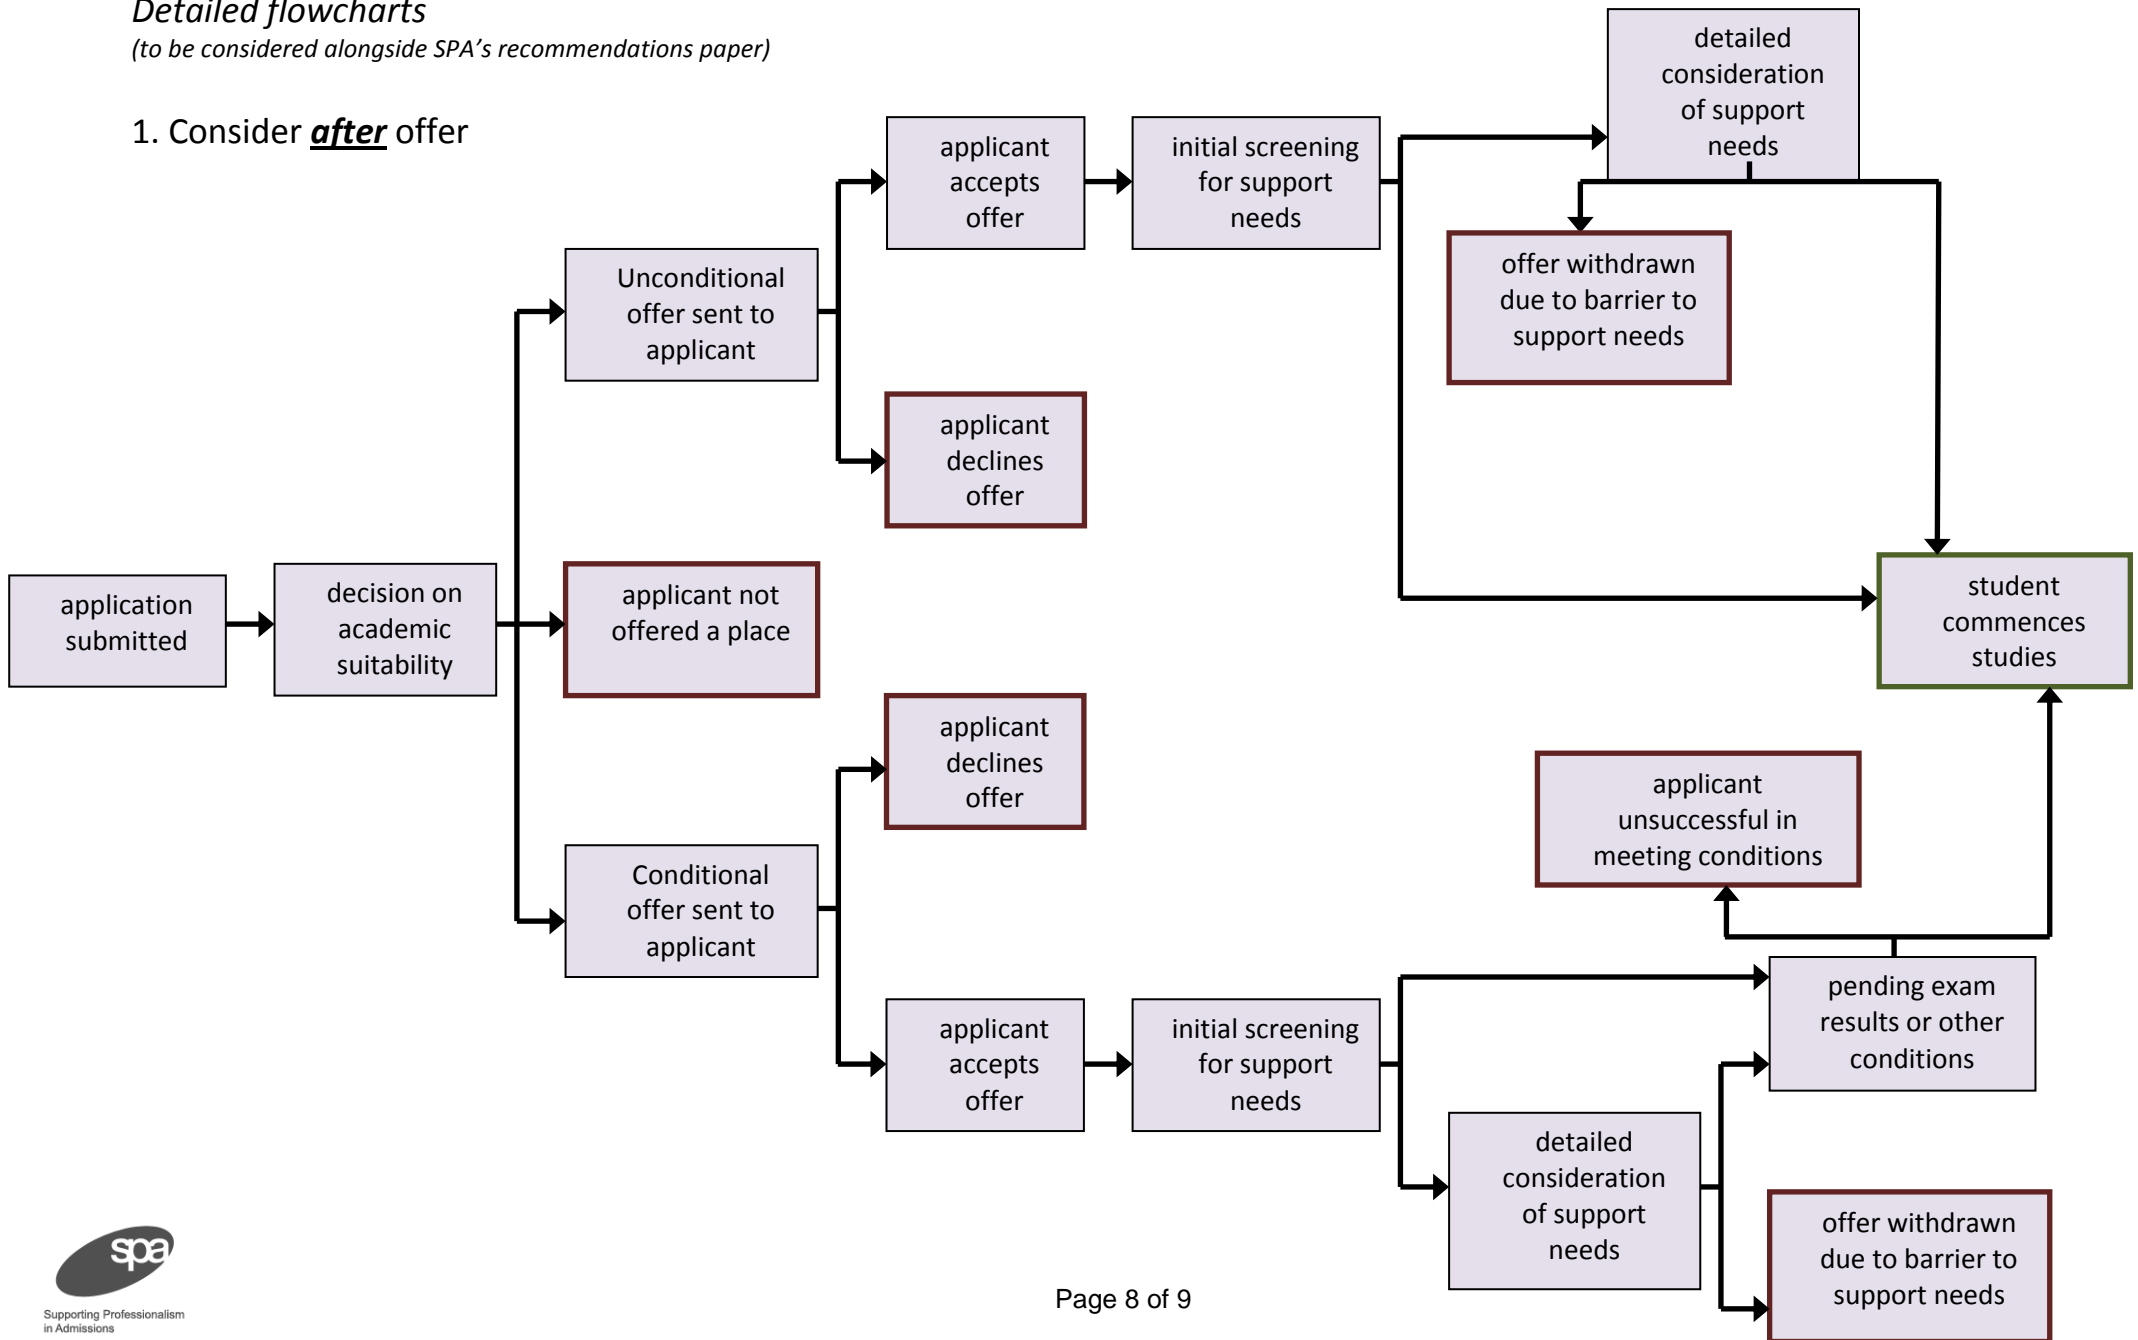 Detailed flowcharts
(to be considered alongside SPA's recommendations paper)
1. Consider after offer
application
submitted
decision on
academic
suitability
Unconditional
offer sent to
applicant
applicant not
offered a place
Conditional
offer sent to
applicant
applicant
accepts
offer
applicant
declines
offer
applicant
declines
offer
applicant
accepts
offer
initial screening
for support
needs
initial screening
for support
needs
detailed
consideration
of support
needs
offer withdrawn
due to barrier to
support needs
student
commences
studies
applicant
unsuccessful in
meeting conditions
pending exam
results or other
conditions
detailed
consideration
of support
needs
offer withdrawn
due to barrier to
support needs
spa
Supporting Professionalism
in Admissions
Page 8 of 9